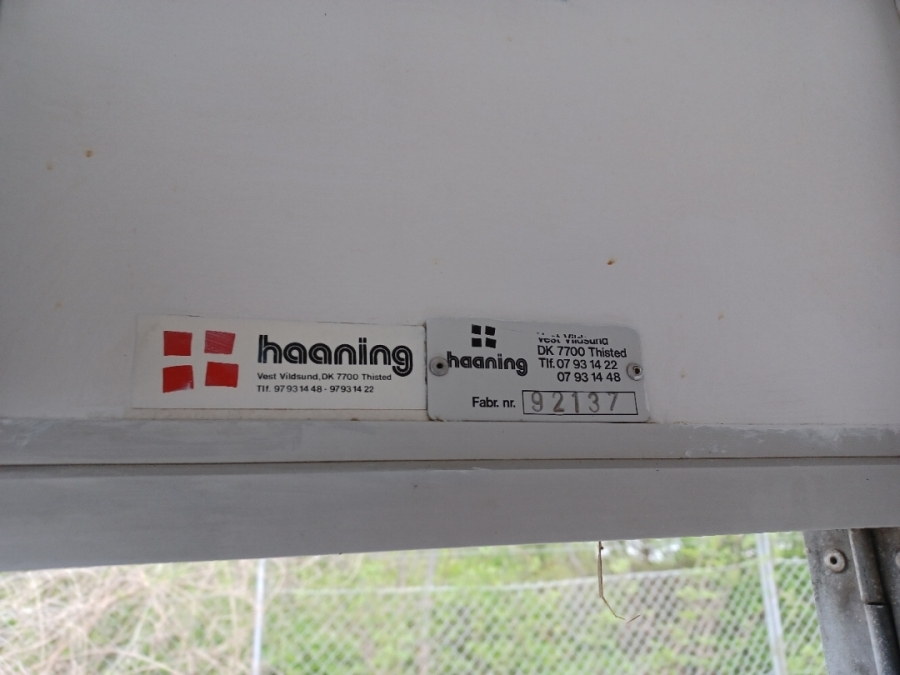 haaning
Vest Vildsund, DK 7700 Thisted
Tlf. 97 93 14 48 - 97 93 14 22
haaning
Vest Vildsund
DK 7700 Thisted
Tlf. 07 93 14 22
07 93 14 48
Fabr. nr. 92137